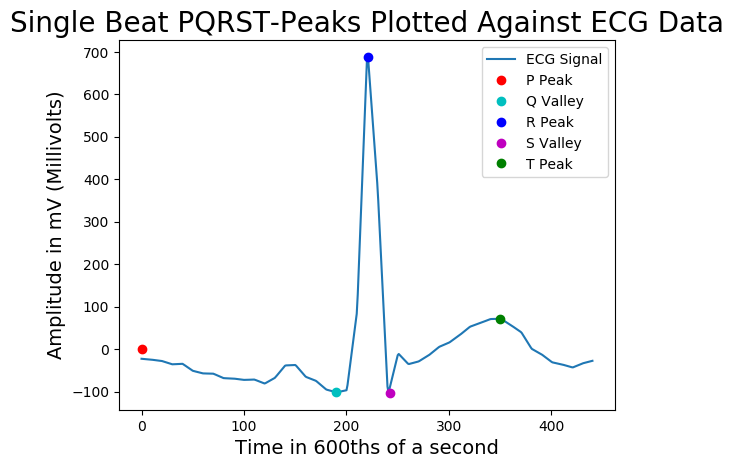 Single Beat PQRST-Peaks Plotted Against ECG Data
Amplitude in mV (Millivolts)
700
600
500
400
300
200
100
0
−100
ECG Signal
P Peak
Q Valley
R Peak
S Valley
T Peak
0 100 200 300 400
Time in 600ths of a second